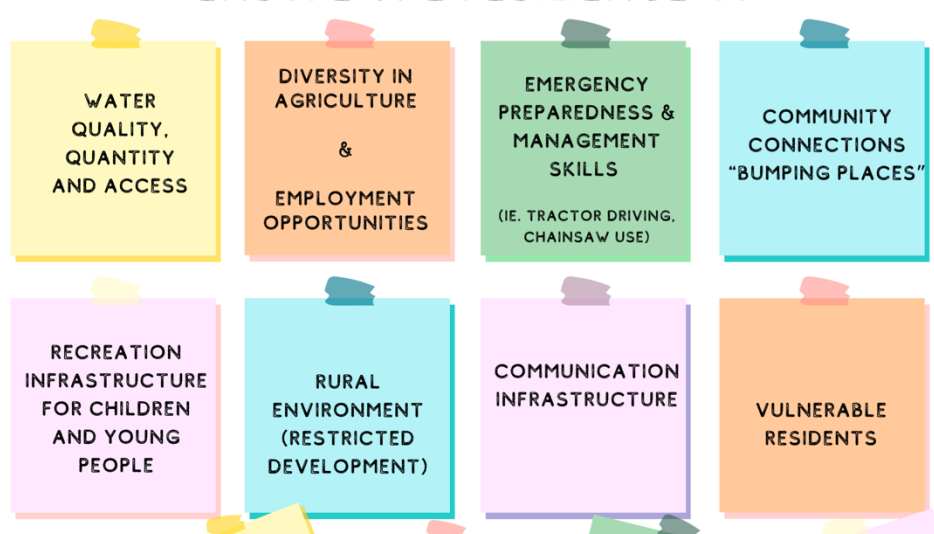 WATER
QUALITY,
QUANTITY
AND ACCESS
DIVERSITY IN
AGRICULTURE
&
EMPLOYMENT
OPPORTUNITIES
EMERGENCY
PREPAREDNESS &
MANAGEMENT
SKILLS
(IE. TRACTOR DRIVING,
CHAINSAW USE)
COMMUNITY
CONNECTIONS
“BUMPING PLACES”
RECREATION
INFRASTRUCTURE
FOR CHILDREN
AND YOUNG
PEOPLE
RURAL
ENVIRONMENT
(RESTRICTED
DEVELOPMENT)
COMMUNICATION
INFRASTRUCTURE
VULNERABLE
RESIDENTS